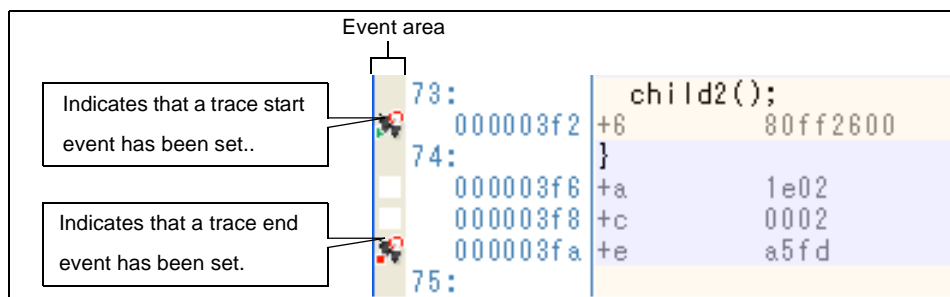 Event area
Indicates that a trace start
event has been set..
Indicates that a trace end
event has been set.
73: child2();
000003f2 +6 80ff2600
74: }
000003f6 +a 1e02
000003f8 +c 0002
000003fa +e a5fd
75: